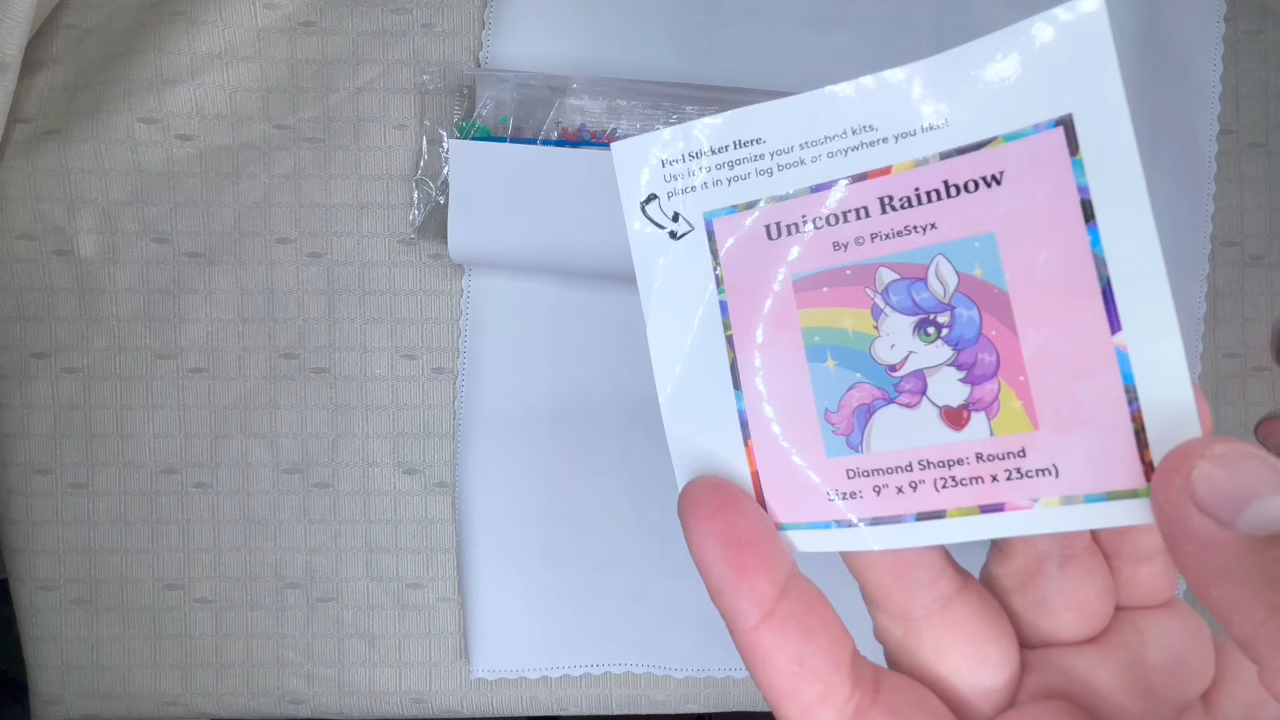 Peel Sticker Here.
Use it to organize your stashed kits,
place it in your log book or anywhere you like!
Unicorn Rainbow
By © PixieStyx
Diamond Shape: Round
Size: 9" x 9" (23cm x 23cm)